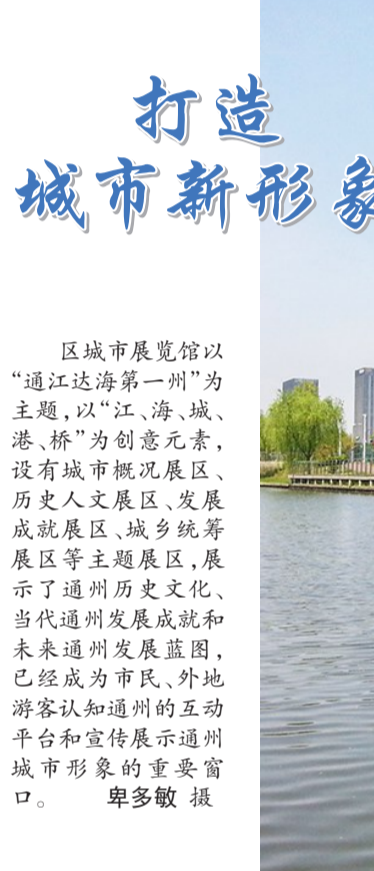 打造
城市新形象
区城市展览馆以
“通江达海第一州”为
主题，以“江、海、城、
港、桥”为创意元素，
设有城市概况展区、
历史人文展区、发展
成就展区、城乡统筹
展区等主题展区，展
示了通州历史文化、
当代通州发展成就和
未来通州发展蓝图，
已经成为市民、外地
游客认知通州的互动
平台和宣传展示通州
城市形象的重要窗
口。 卑多敏 摄